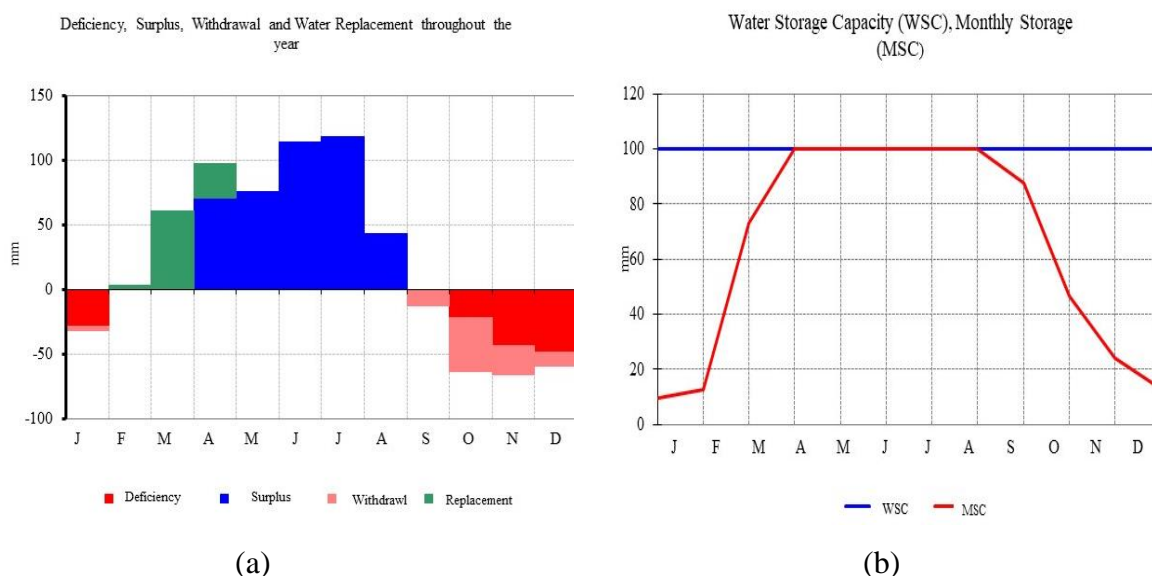 Deficiency, Surplus, Withdrawal and Water Replacement throughout the
year
150
100
50
0
-50
-100
mm
J F M A M J J A S O N D
Deficiency Surplus Withdrawl Replacement
(a)
Water Storage Capacity (WSC), Monthly Storage
(MSC)
120
100
80
60
40
20
0
mm
J F M A M J J A S O N D
WSC MSC
(b)